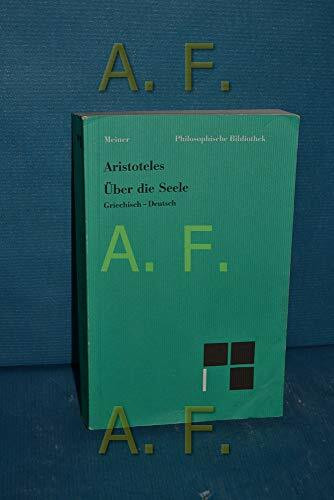 A. F.
Meiner Philosophische Bibliothek
Aristoteles
Über die Seele
Griechisch – Deutsch
A. F.
A. F.